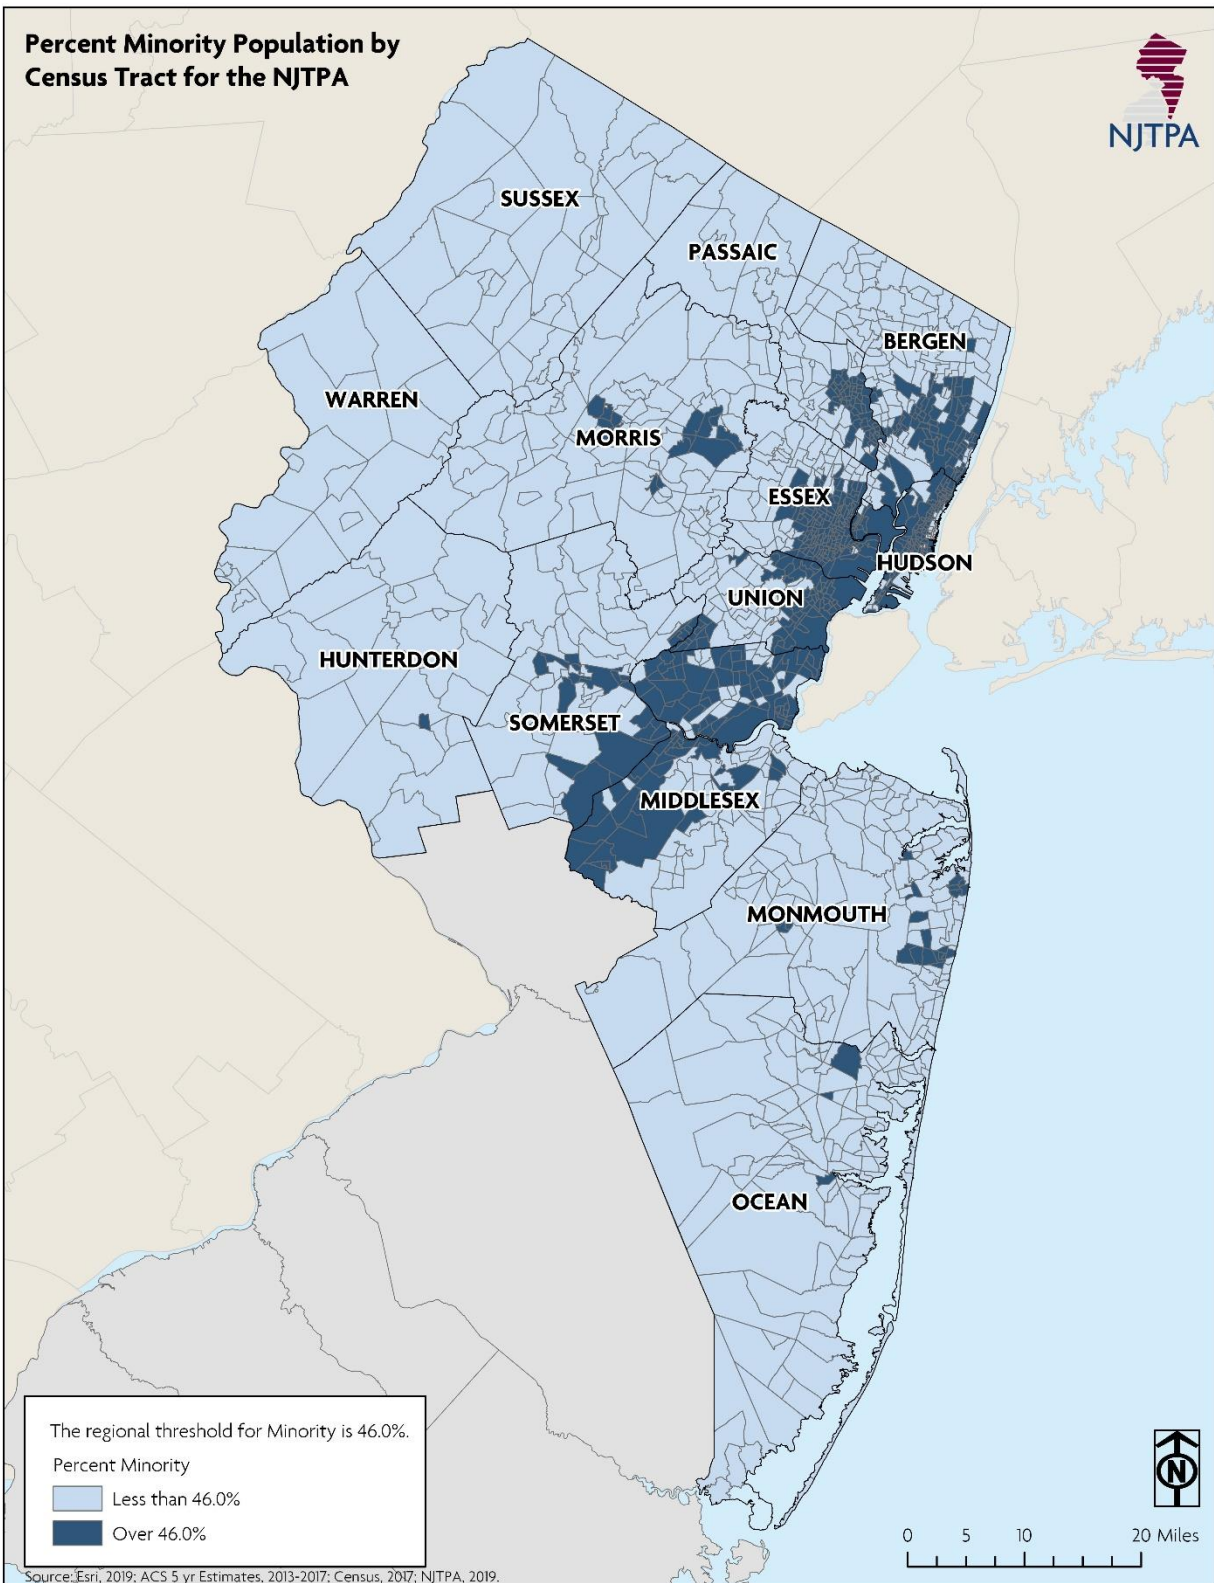 Percent Minority Population by
Census Tract for the NJTPA
NJTPA
SUSSEX
PASSAIC
BERGEN
WARREN
MORRIS
ESSEX
HUDSON
UNION
HUNTERDON
SOMERSET
MIDDLESEX
MONMOUTH
OCEAN
The regional threshold for Minority is 46.0%.
Percent Minority
Less than 46.0%
Over 46.0%
N
0 5 10 20 Miles
Source: Esri, 2019; ACS 5 yr Estimates, 2013-2017; Census, 2017; NJTPA, 2019.